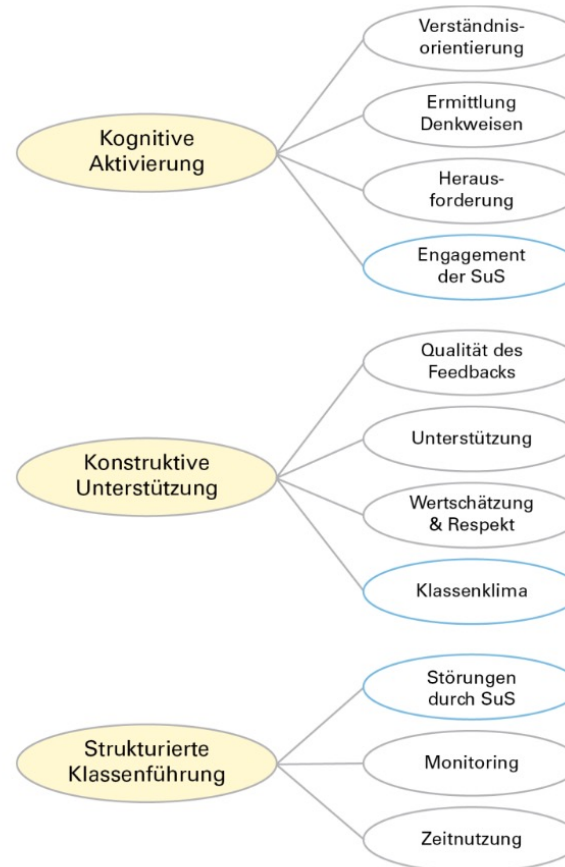 Kognitive
Aktivierung
Verständnis-
orientierung
Ermittlung
Denkweisen
Heraus-
forderung
Engagement
der SuS
Konstruktive
Unterstützung
Qualität des
Feedbacks
Unterstützung
Wertschätzung
& Respekt
Klassenklima
Strukturierte
Klassenführung
Störungen
durch SuS
Monitoring
Zeitnutzung